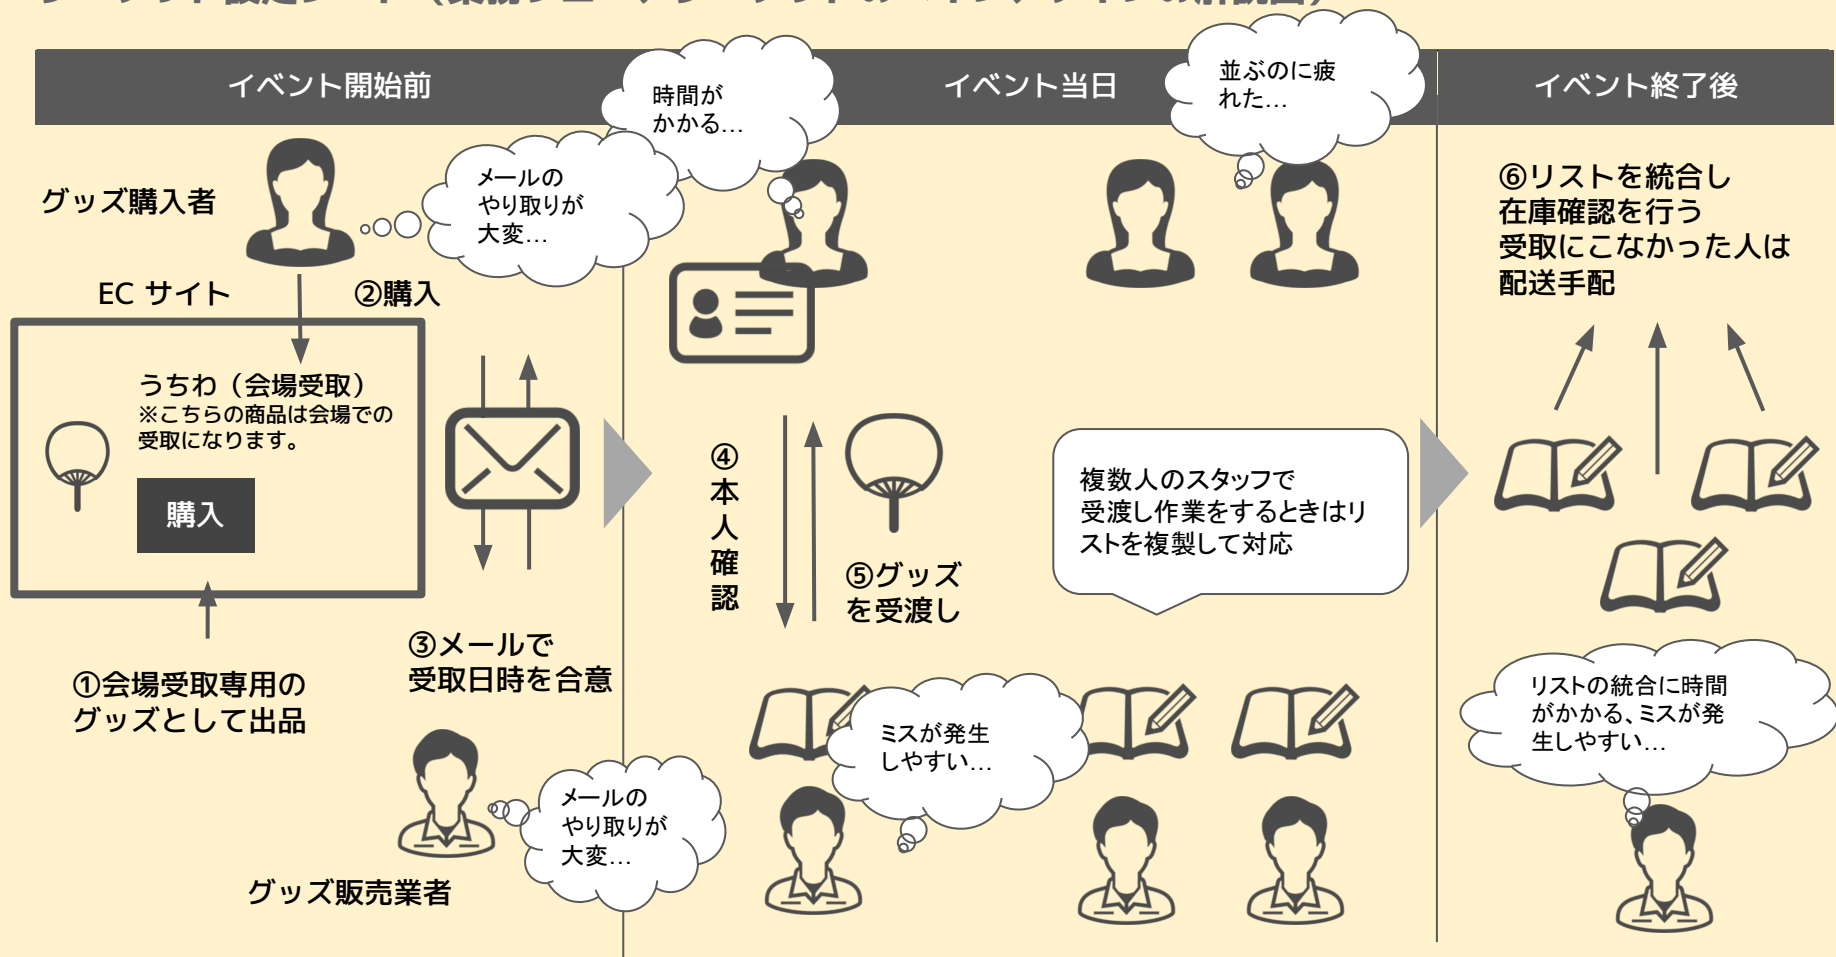 イベント開始前
イベント当日
イベント終了後
時間が
かかる…
並ぶのに疲
れた…
グッズ購入者
メールの
やり取りが
大変…
EC サイト
②購入
うちわ（会場受取）
※こちらの商品は会場での
受取になります。
購入
①会場受取専用の
グッズとして出品
③メールで
受取日時を合意
メールの
やり取りが
大変…
グッズ販売業者
④
本
人
確
認
⑤グッズ
を受渡し
複数人のスタッフで
受渡し作業をするときはリ
ストを複製して対応
ミスが発生
しやすい…
⑥リストを統合し
在庫確認を行う
受取にこなかった人は
配送手配
リストの統合に時間
がかかる、ミスが発
生しやすい…